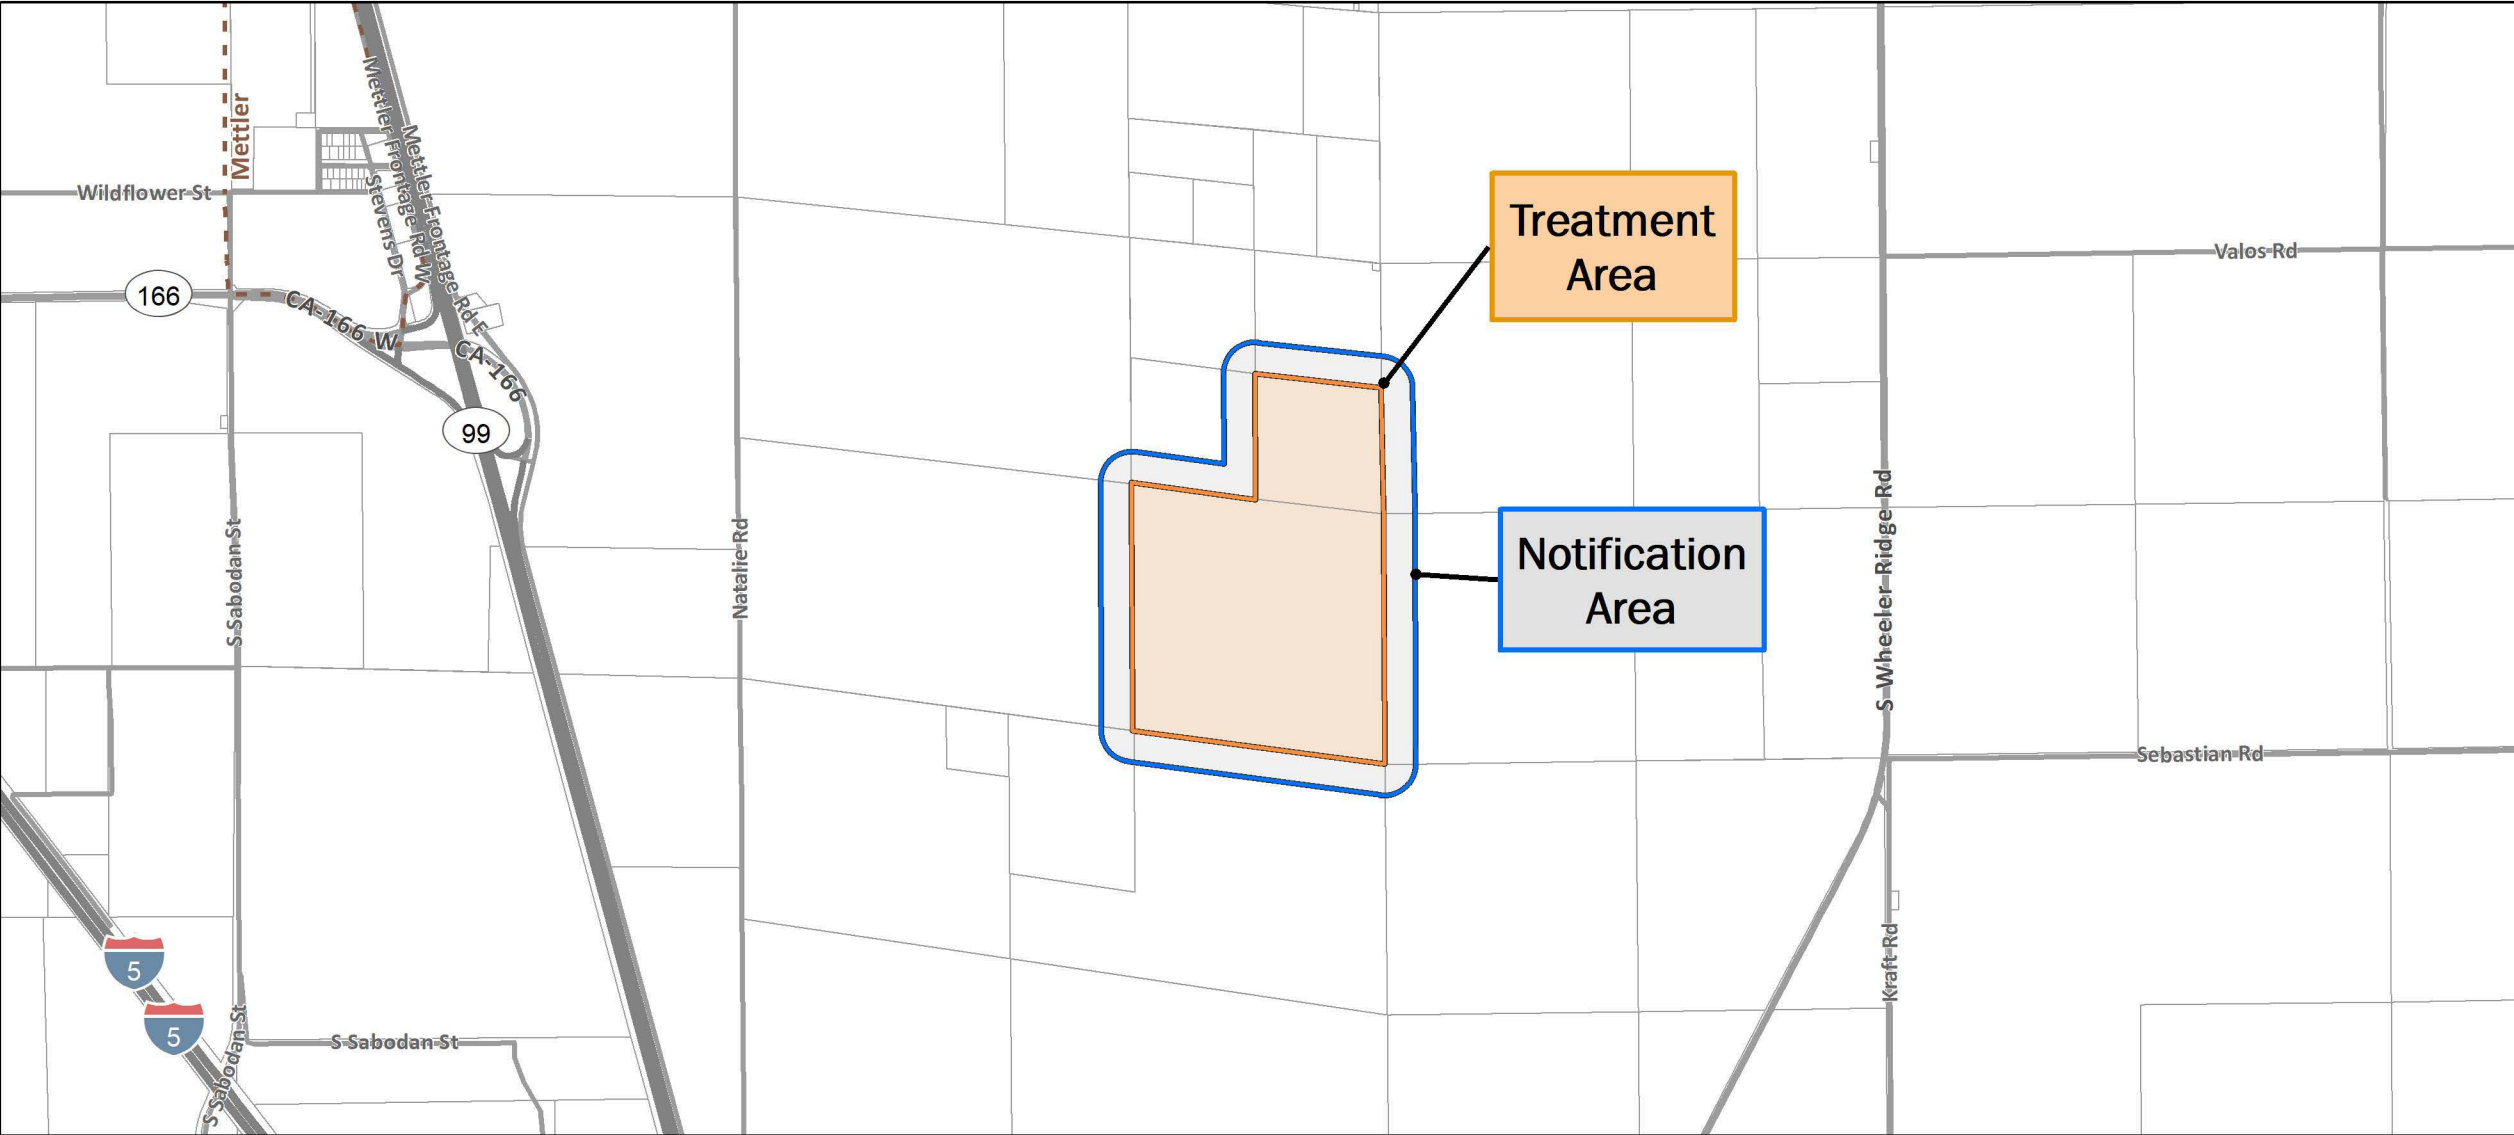 Mettler
Wildflower St
Mettler Frontage Rd W
Mettler Frontage Rd E
Stevens Dr
166
CA-166 W
CA-166
99
Treatment
Area
Valos Rd
Notification
Area
S Sabodan St
Natalie Rd
S Wheeler Ridge Rd
Sebastian Rd
5
5
S Sabodan St
S Sabodan St
Kraft Rd